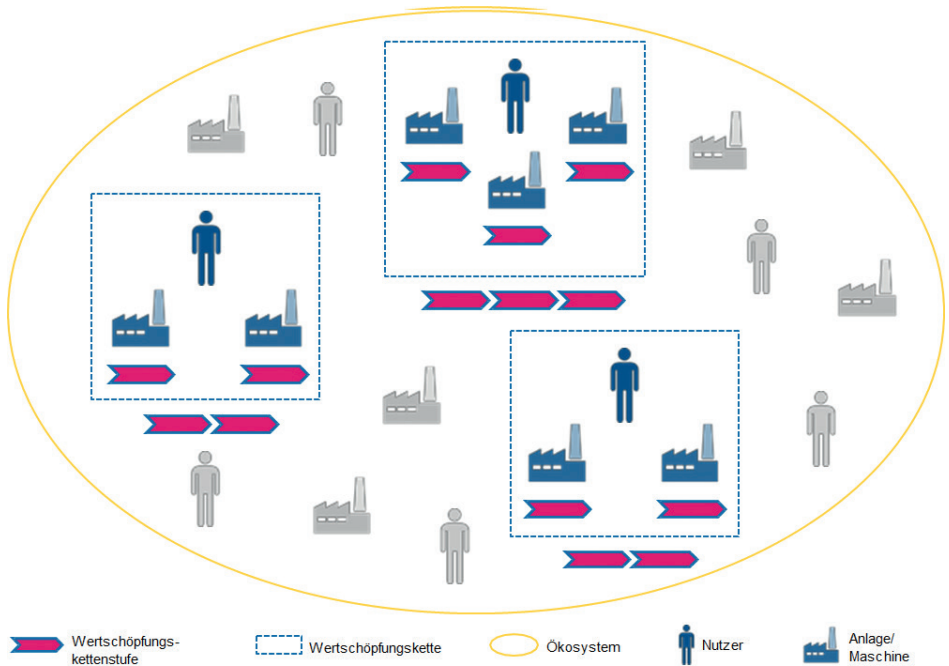 Wertschöpfungs-
kettenstufe
Wertschöpfungskette
Ökosystem
Nutzer
Anlage/
Maschine